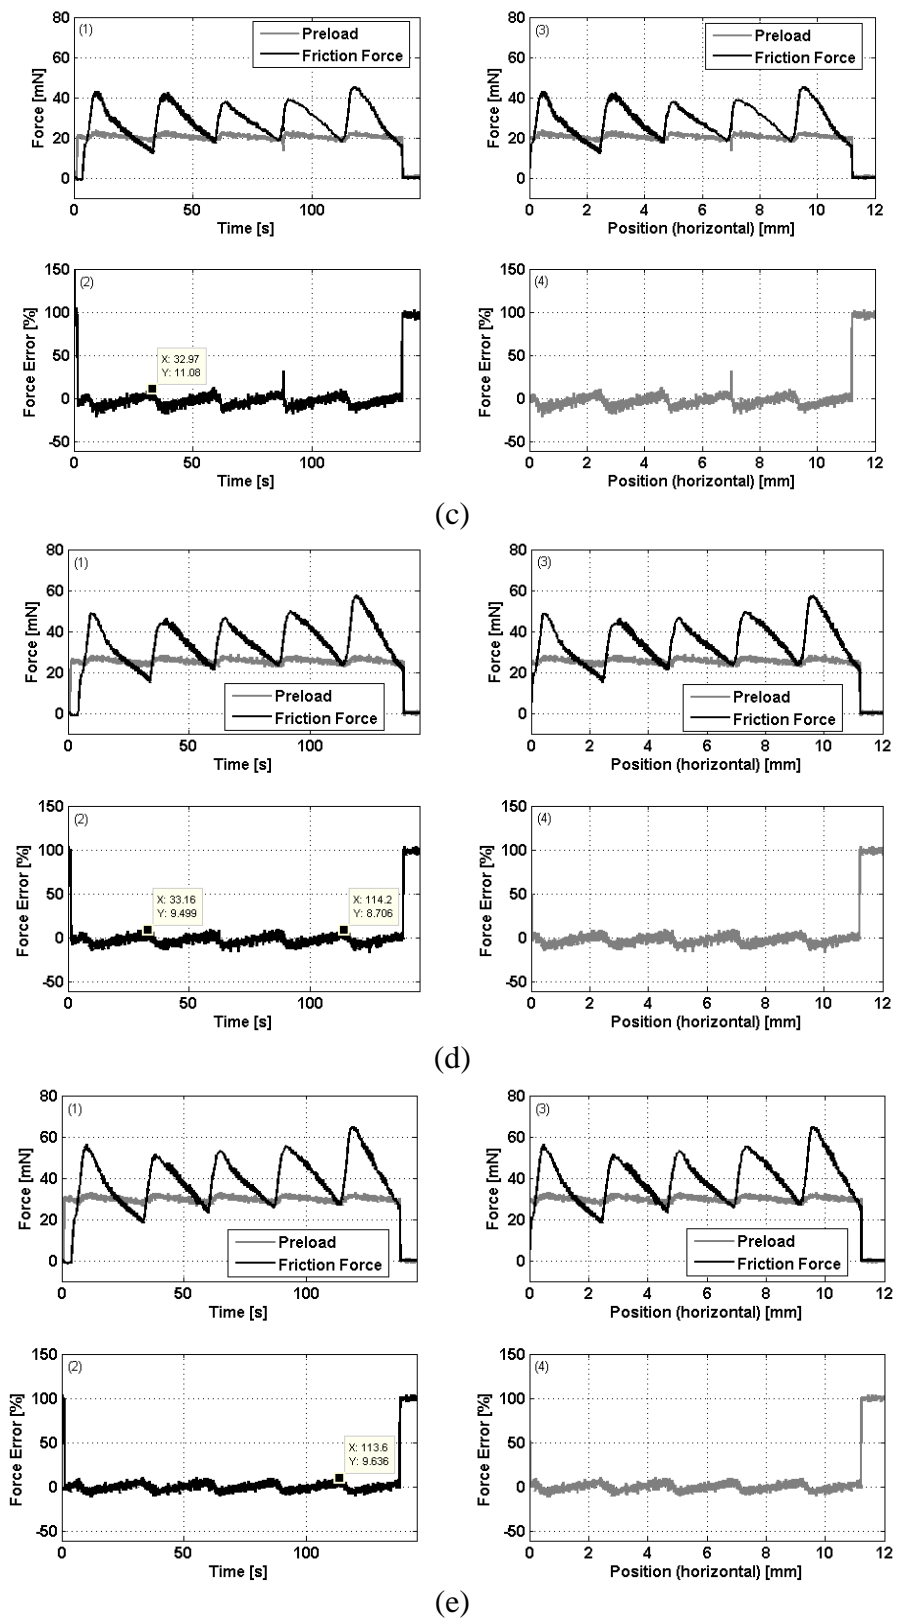 (1)
80
60
40
20
0
Force [mN]
Preload
Friction Force
0 50 100
Time [s]
(3)
80
60
40
20
0
Force [mN]
Preload
Friction Force
0 2 4 6 8 10 12
Position (horizontal) [mm]
(2)
150
100
50
0
-50
Force Error [%]
X: 32.97
Y: 11.08
0 50 100
Time [s]
(4)
150
100
50
0
-50
Force Error [%]
0 2 4 6 8 10 12
Position (horizontal) [mm]
(c)
(1)
80
60
40
20
0
Force [mN]
Preload
Friction Force
0 50 100
Time [s]
(3)
80
60
40
20
0
Force [mN]
Preload
Friction Force
0 2 4 6 8 10 12
Position (horizontal) [mm]
(2)
150
100
50
0
-50
Force Error [%]
X: 33.16
Y: 9.499
X: 114.2
Y: 8.706
0 50 100
Time [s]
(4)
150
100
50
0
-50
Force Error [%]
0 2 4 6 8 10 12
Position (horizontal) [mm]
(d)
(1)
80
60
40
20
0
Force [mN]
Preload
Friction Force
0 50 100
Time [s]
(3)
80
60
40
20
0
Force [mN]
Preload
Friction Force
0 2 4 6 8 10 12
Position (horizontal) [mm]
(2)
150
100
50
0
-50
Force Error [%]
X: 113.6
Y: 9.636
0 50 100
Time [s]
(4)
150
100
50
0
-50
Force Error [%]
0 2 4 6 8 10 12
Position (horizontal) [mm]
(e)